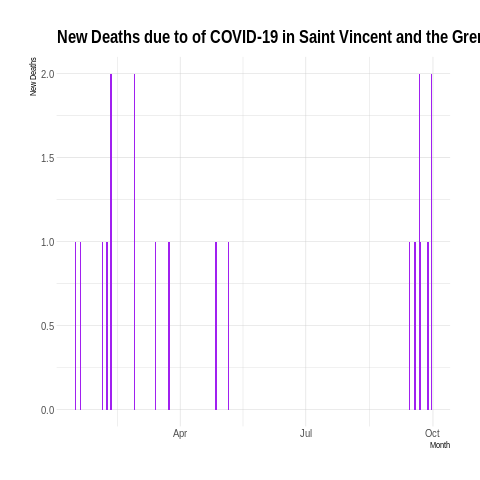 New Deaths due to of COVID-19 in Saint Vincent and the Gre
New Deaths
2.0
1.5
1.0
0.5
0.0
Apr
Jul
Oct
Month